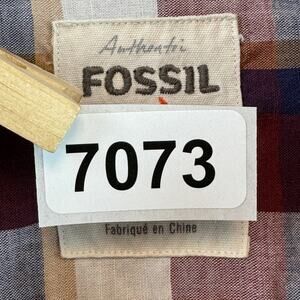 Authentic
FOSSIL
7073
Fabriqué en Chine